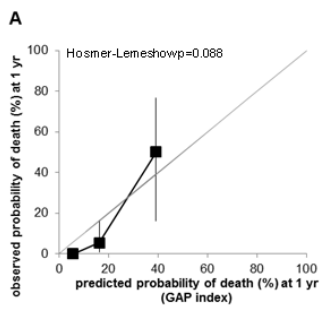 A
Hosmer-Lemeshowp=0.088
100
80
60
40
20
0
observed probability of death (%) at 1 yr
0 20 40 60 80 100
predicted probability of death (%) at 1 yr
(GAP index)